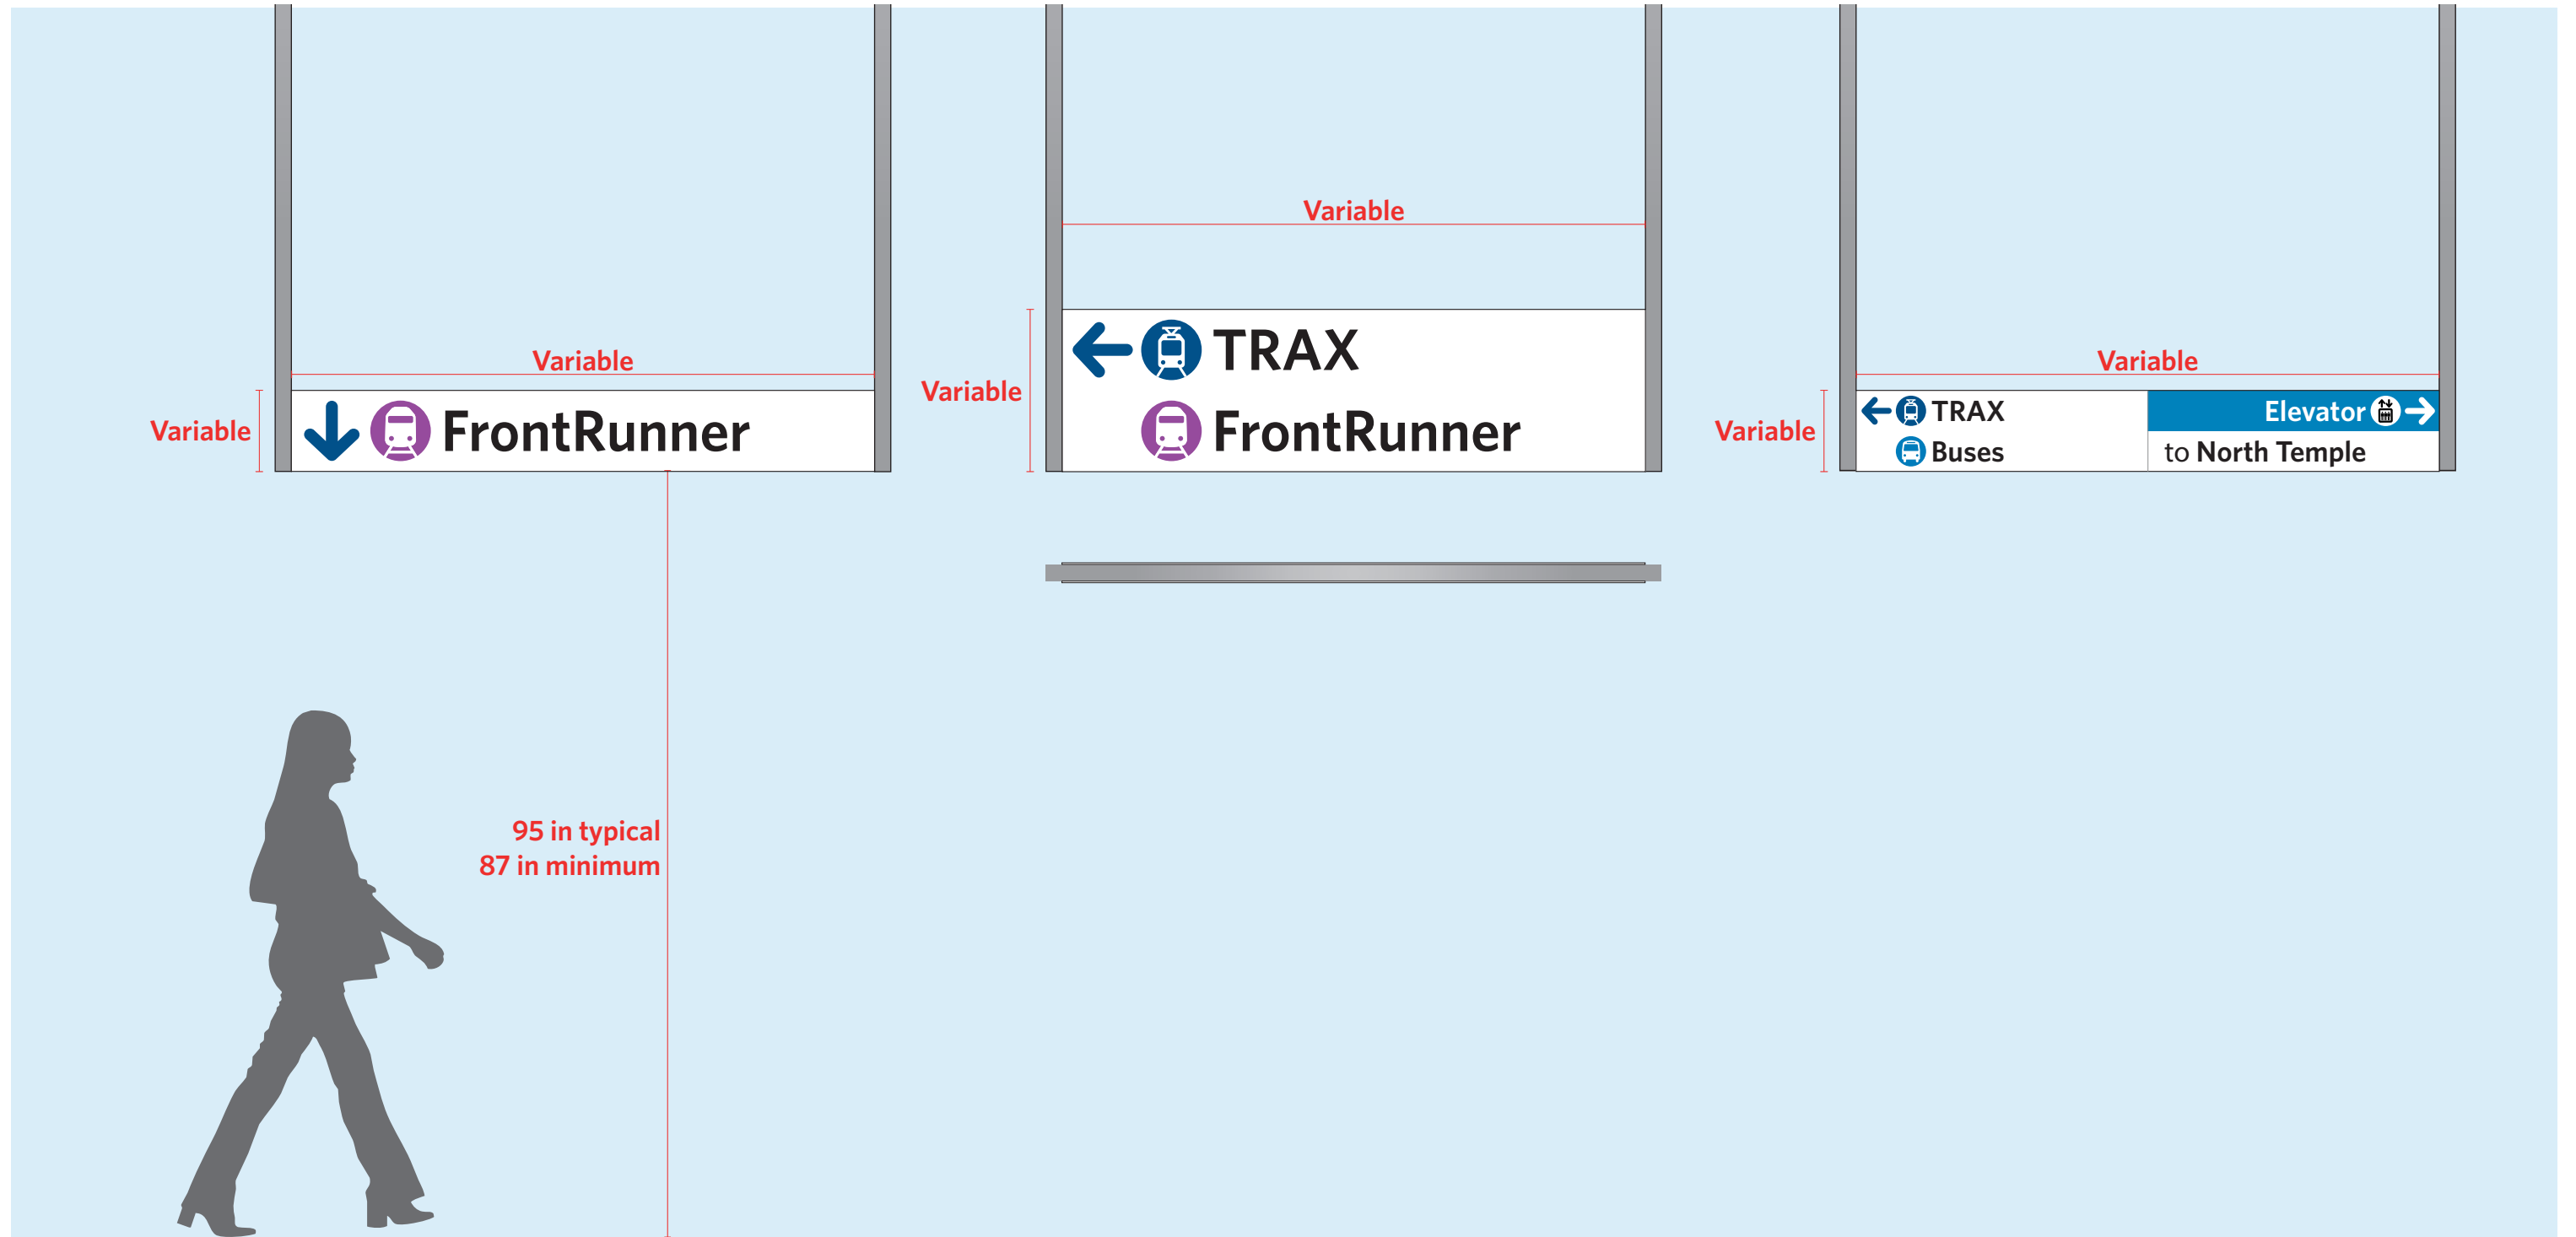 Variable
Variable
FrontRunner
95 in typical
87 in minimum
Variable
Variable
TRAX
FrontRunner
Variable
Variable
TRAX
Buses
Elevator
to North Temple